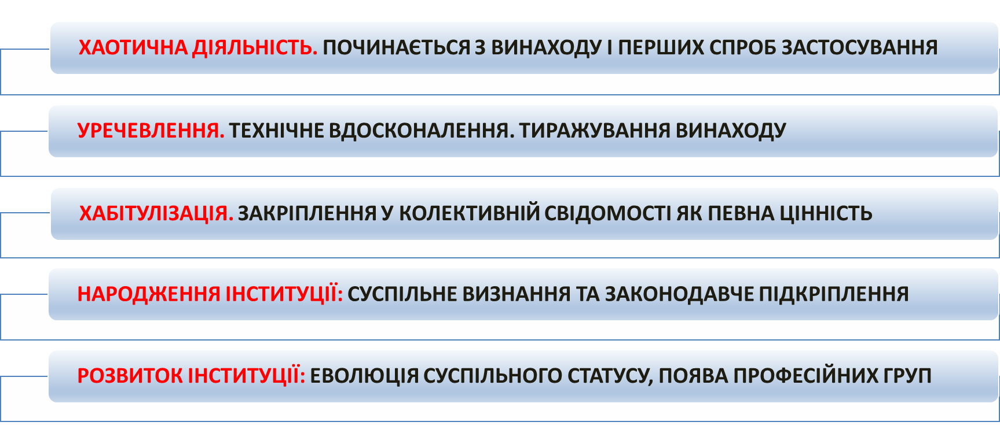 ХАОТИЧНА ДІЯЛЬНІСТЬ. ПОЧИНАЄТЬСЯ З ВИНАХОДУ І ПЕРШИХ СПРОБ ЗАСТОСУВАННЯ
УРЕЧЕВЛЕННЯ. ТЕХНІЧНЕ ВДОСКОНАЛЕННЯ. ТИРАЖУВАННЯ ВИНАХОДУ
ХАБІТУЛІЗАЦІЯ. ЗАКРІПЛЕННЯ У КОЛЕКТИВНІЙ СВІДОМОСТІ ЯК ПЕВНА ЦІННІСТЬ
НАРОДЖЕННЯ ІНСТИТУЦІЇ: СУСПІЛЬНЕ ВИЗНАННЯ ТА ЗАКОНОДАВЧЕ ПІДКРІПЛЕННЯ
РОЗВИТОК ІНСТИТУЦІЇ: ЕВОЛЮЦІЯ СУСПІЛЬНОГО СТАТУСУ, ПОЯВА ПРОФЕСІЙНИХ ГРУП